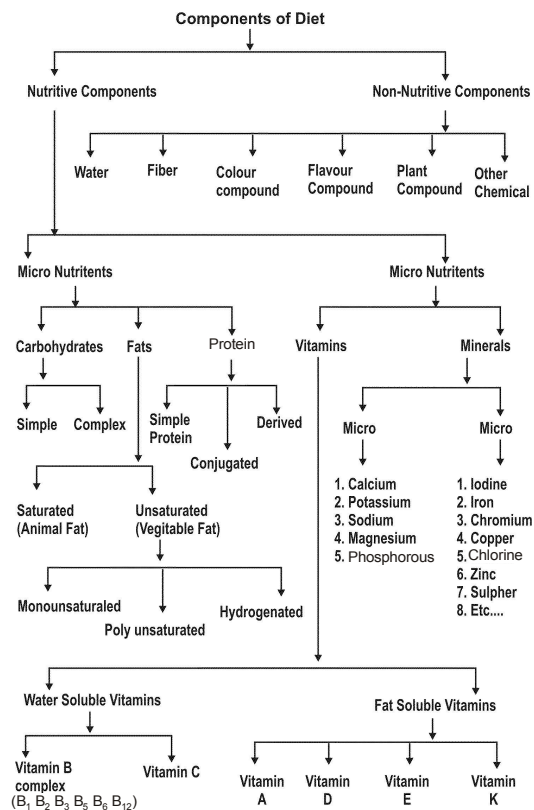 Components of Diet
Nutritive Components
Non-Nutritive Components
Water
Fiber
Colour
compound
Flavour
Compound
Plant
Compound
Other
Chemical
Micro Nutritents
Micro Nutritents
Carbohydrates
Fats
Protein
Vitamins
Minerals
Simple
Complex
Simple
Protein
Conjugated
Derived
Micro
Micro
Saturated
(Animal Fat)
Unsaturated
(Vegitable Fat)
1. Calcium
2. Potassium
3. Sodium
4. Magnesium
5. Phosphorous
1. Iodine
2. Iron
3. Chromium
4. Copper
5. Chlorine
6. Zinc
7. Sulpher
8. Etc....
Monounsaturaled
Poly unsaturated
Hydrogenated
Water Soluble Vitamins
Fat Soluble Vitamins
Vitamin B
complex
(B₁ B₂ B₃ B₅ B₆ B₁₂)
Vitamin C
Vitamin
A
Vitamin
D
Vitamin
E
Vitamin
K